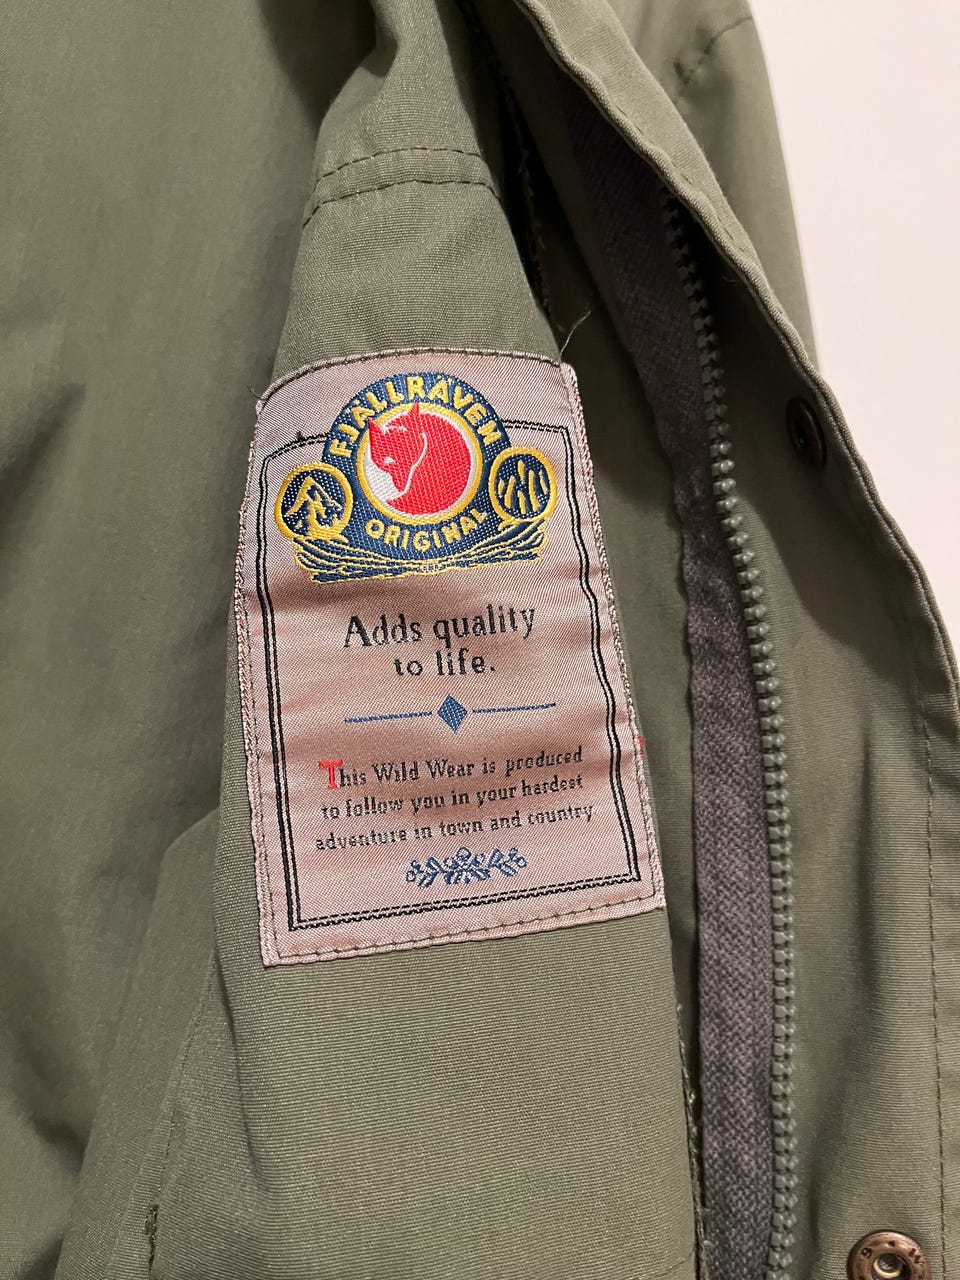 FJÄLLRÄVEN
ORIGINAL
Adds quality
to life.
This Wild Wear is produced
to follow you in your hardest
adventure in town and country